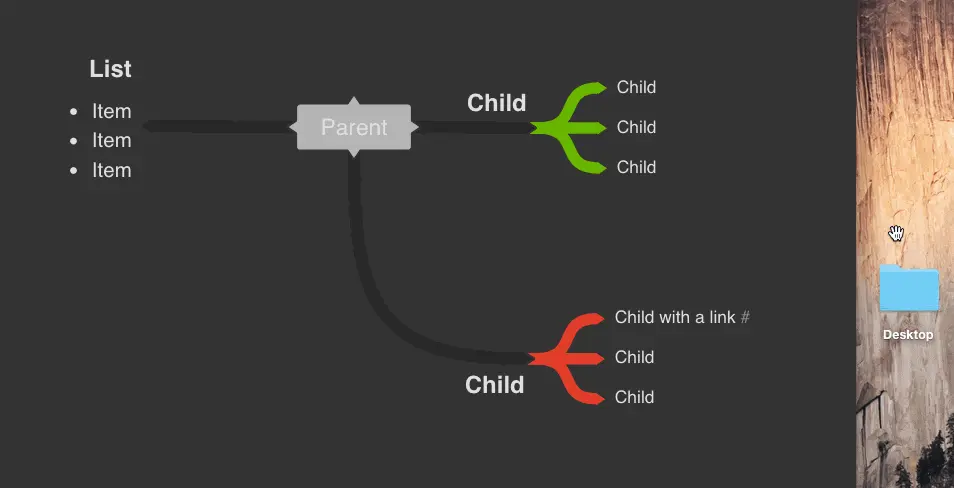 List
• Item
• Item
• Item
Parent
Child
Child
Child
Child
Child with a link #
Child
Child
Child
Desktop